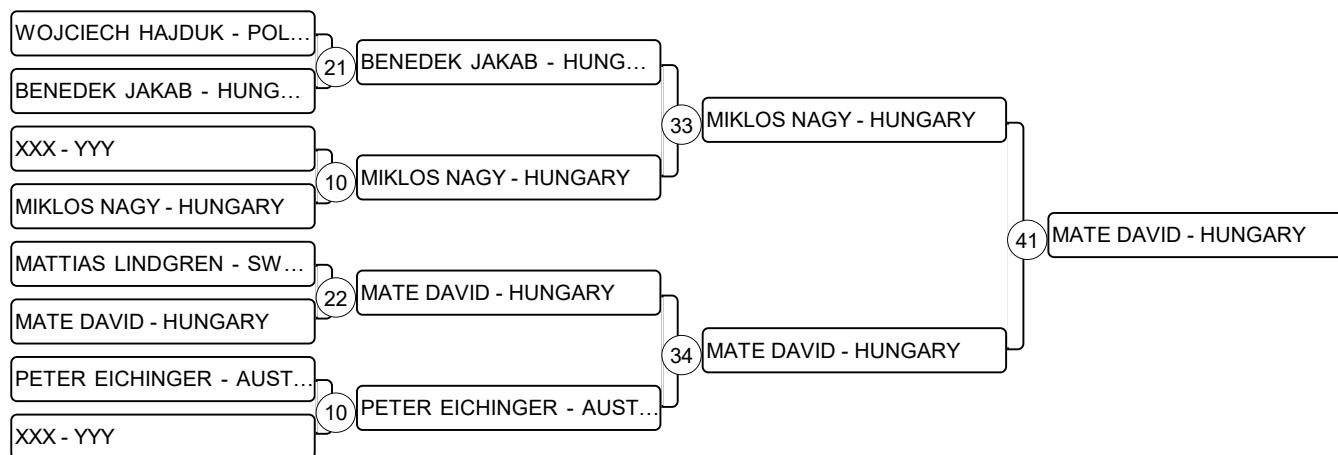 WOJCIECH HAJDUK - POL...
BENEDEK JAKAB - HUNG...
XXX - YYY
MIKLOS NAGY - HUNGARY
MATTIAS LINDGREN - SW...
MATE DAVID - HUNGARY
PETER EICHINGER - AUST...
XXX - YYY
21
10
22
10
BENEDEK JAKAB - HUNG...
MIKLOS NAGY - HUNGARY
MATE DAVID - HUNGARY
PETER EICHINGER - AUST...
33
34
MIKLOS NAGY - HUNGARY
MATE DAVID - HUNGARY
41
MATE DAVID - HUNGARY